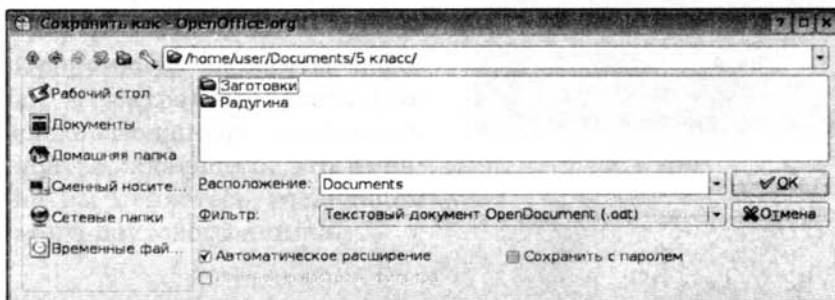 Сохранить как - OpenOffice.org
/home/user/Documents/5 класс/
Рабочий стол
Документы
Домашняя папка
Сменный носите...
Сетевые папки
Временные фай...
Заготовки
Радугина
Расположение: Documents
OK
Фильтр: Текстовый документ OpenDocument (.odt)
Отмена
Автоматическое расширение
Сохранить с паролем